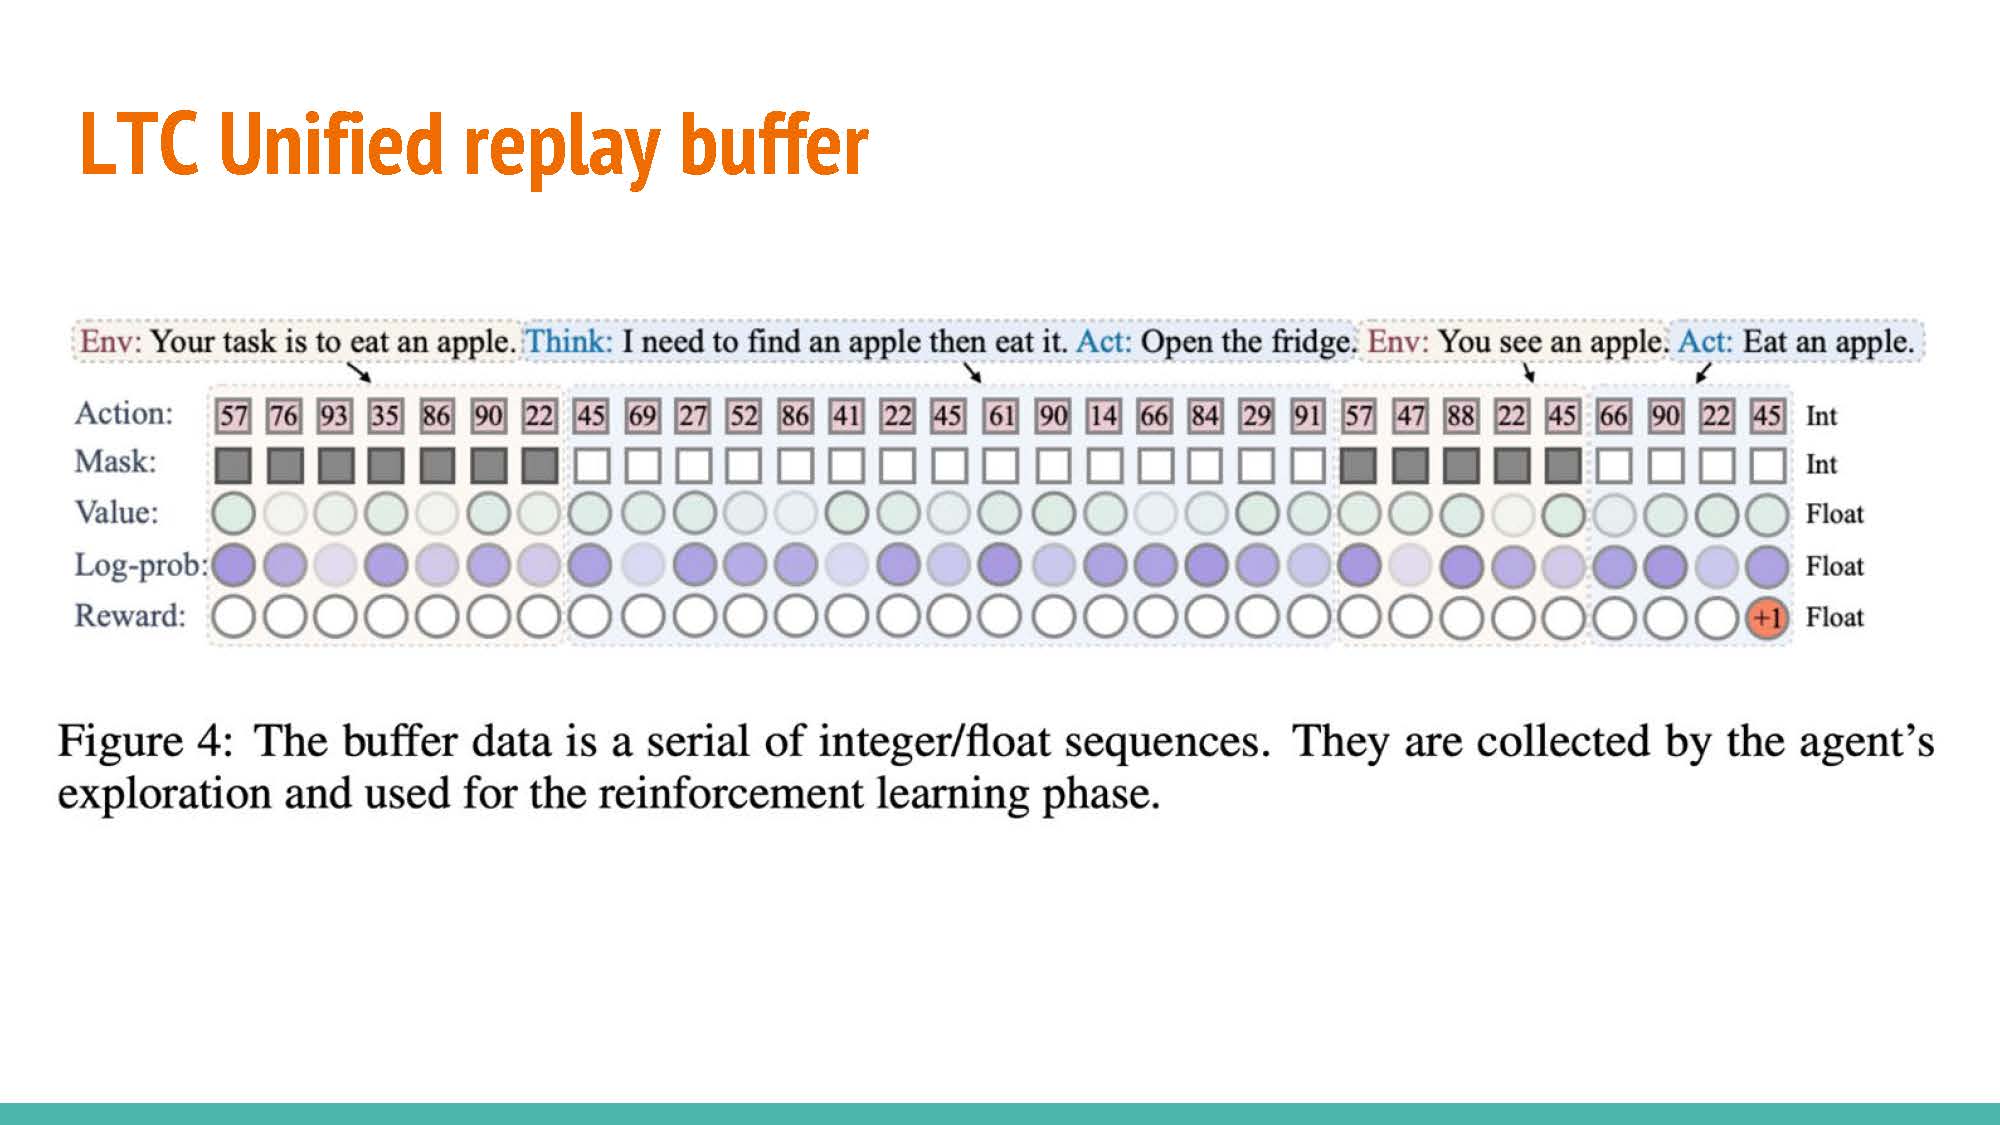 LTC Unified replay buffer
Env: Your task is to eat an apple. Think: I need to find an apple then eat it. Act: Open the fridge. Env: You see an apple. Act: Eat an apple.
Action: 57 76 93 35 86 90 22 45 69 27 52 86 41 22 45 61 90 14 66 84 29 91 57 47 88 22 45 66 90 22 45 Int
Mask: Int
Value: Float
Log-prob: Float
Reward: +1 Float
Figure 4: The buffer data is a serial of integer/float sequences. They are collected by the agent's
exploration and used for the reinforcement learning phase.